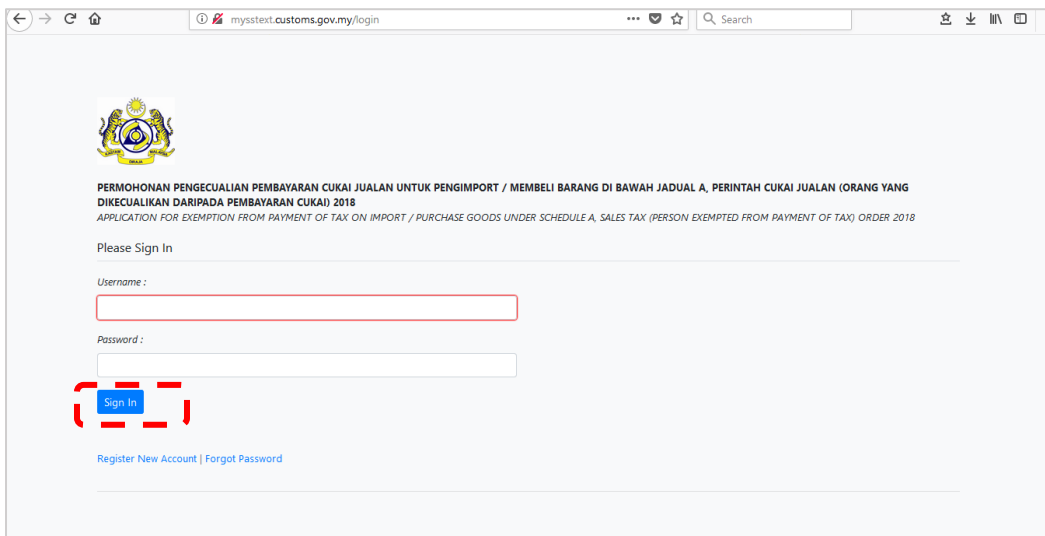 mysstext.customs.gov.my/login
Search
PERMOHONAN PENGECUALIAN PEMBAYARAN CUKAI JUALAN UNTUK PENGIMPORT / MEMBELI BARANG DI BAWAH JADUAL A, PERINTAH CUKAI JUALAN (ORANG YANG
DIKECUALIKAN DARIPADA PEMBAYARAN CUKAI) 2018
APPLICATION FOR EXEMPTION FROM PAYMENT OF TAX ON IMPORT / PURCHASE GOODS UNDER SCHEDULE A, SALES TAX (PERSON EXEMPTED FROM PAYMENT OF TAX) ORDER 2018
Please Sign In
Username :
Password :
Sign In
Register New Account | Forgot Password